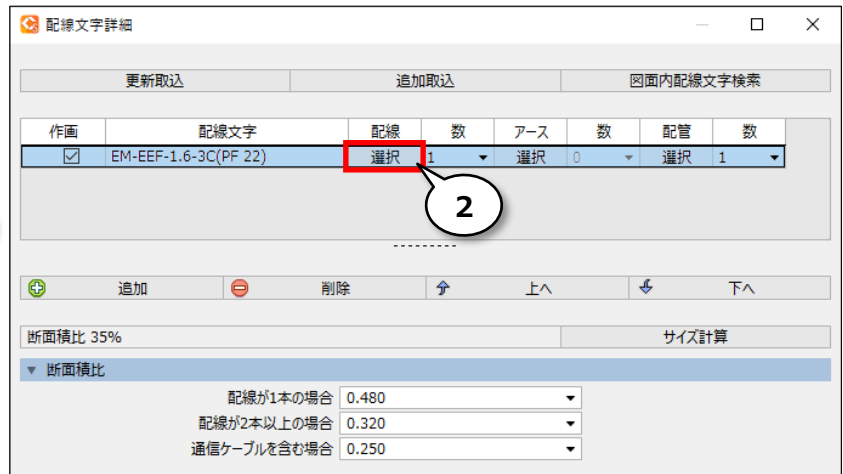 配線文字詳細
更新取込 追加取込 図面内配線文字検索
作画 配線文字 配線 数 アース 数 配管 数
EM-EEF-1.6-3C(PF 22) 選択 1 選択 0 選択 1
2
追加 削除 上へ 下へ
断面積比 35% サイズ計算
断面積比
配線が1本の場合 0.480
配線が2本以上の場合 0.320
通信ケーブルを含む場合 0.250